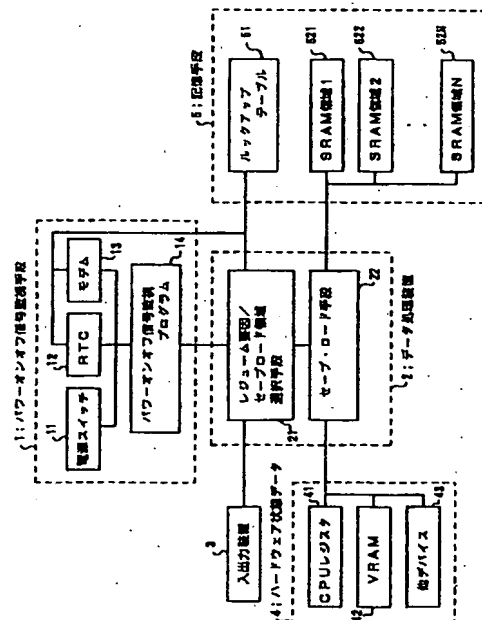 1：パワーオンオフ信号監視手段
11
電源スイッチ
12
RTC
13
モデム
14
パワーオンオフ信号監視
プログラム
5：記憶手段
51
ルックアップ
テーブル
521
SRAM領域1
522
SRAM領域2
52N
SRAM領域N
2：データ処理装置
21
レジューム要因／
セーブロード領域
選択手段
22
セーブ・ロード手段
3
入出力装置
4：ハードウェア状態データ
41
CPUレジスタ
42
VRAM
43
他デバイス